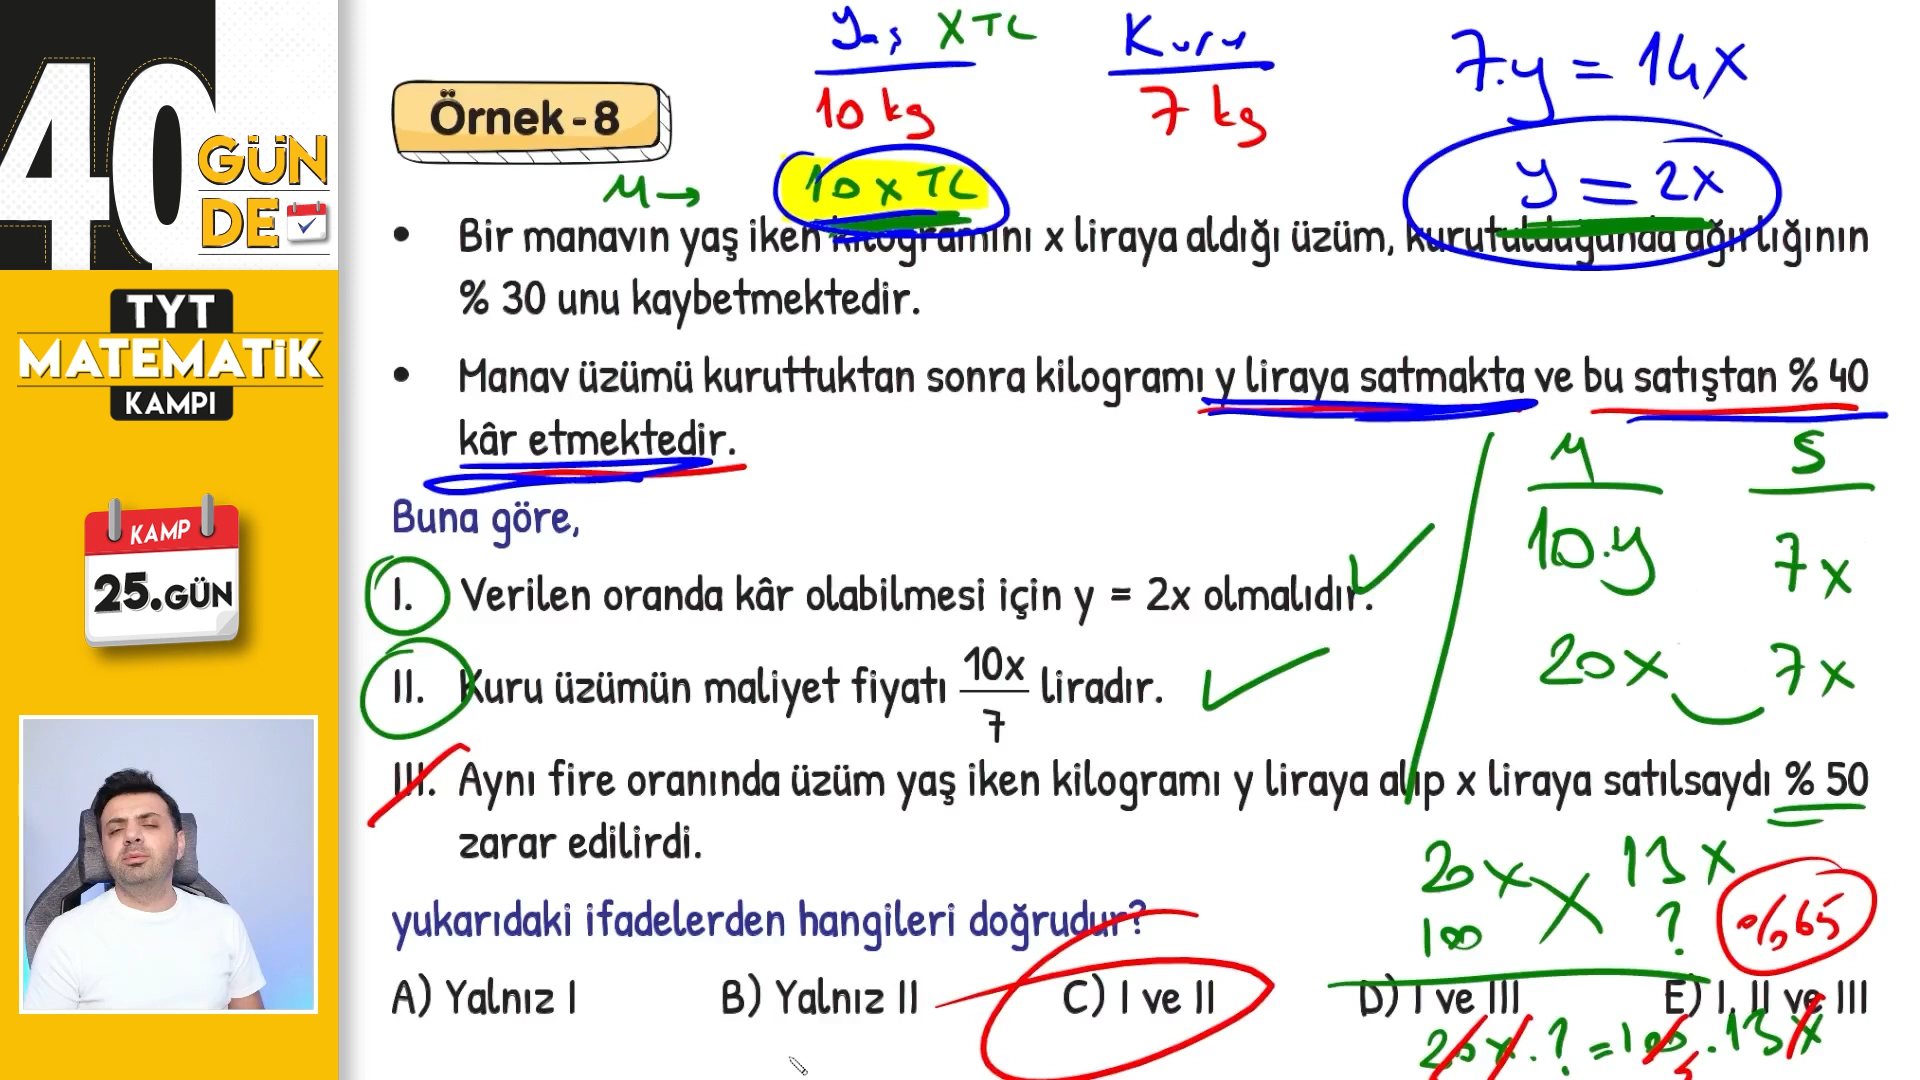 40
GÜN
DE
TYT
MATEMATİK
KAMPI
KAMP
25.GÜN
Yaş x TL
10 kg
M → 10 x TL
Kuru
7 kg
7.y = 14x
y = 2x
Örnek - 8
• Bir manavın yaş iken kilogramını x liraya aldığı üzüm, kurutulduğunda ağırlığının
% 30 unu kaybetmektedir.
• Manav üzümü kuruttuktan sonra kilogramı y liraya satmakta ve bu satıştan % 40
kâr etmektedir.
Buna göre,
I. Verilen oranda kâr olabilmesi için y = 2x olmalıdır.
II. Kuru üzümün maliyet fiyatı 10x/7 liradır.
III. Aynı fire oranında üzüm yaş iken kilogramı y liraya alıp x liraya satılsaydı % 50
zarar edilirdi.
yukarıdaki ifadelerden hangileri doğrudur?
A) Yalnız I B) Yalnız II C) I ve II D) I ve III E) I, II ve III
M S
10.y 7x
20x 7x
20x 13x
100 ?
%65
20x.? = 100.13x
5